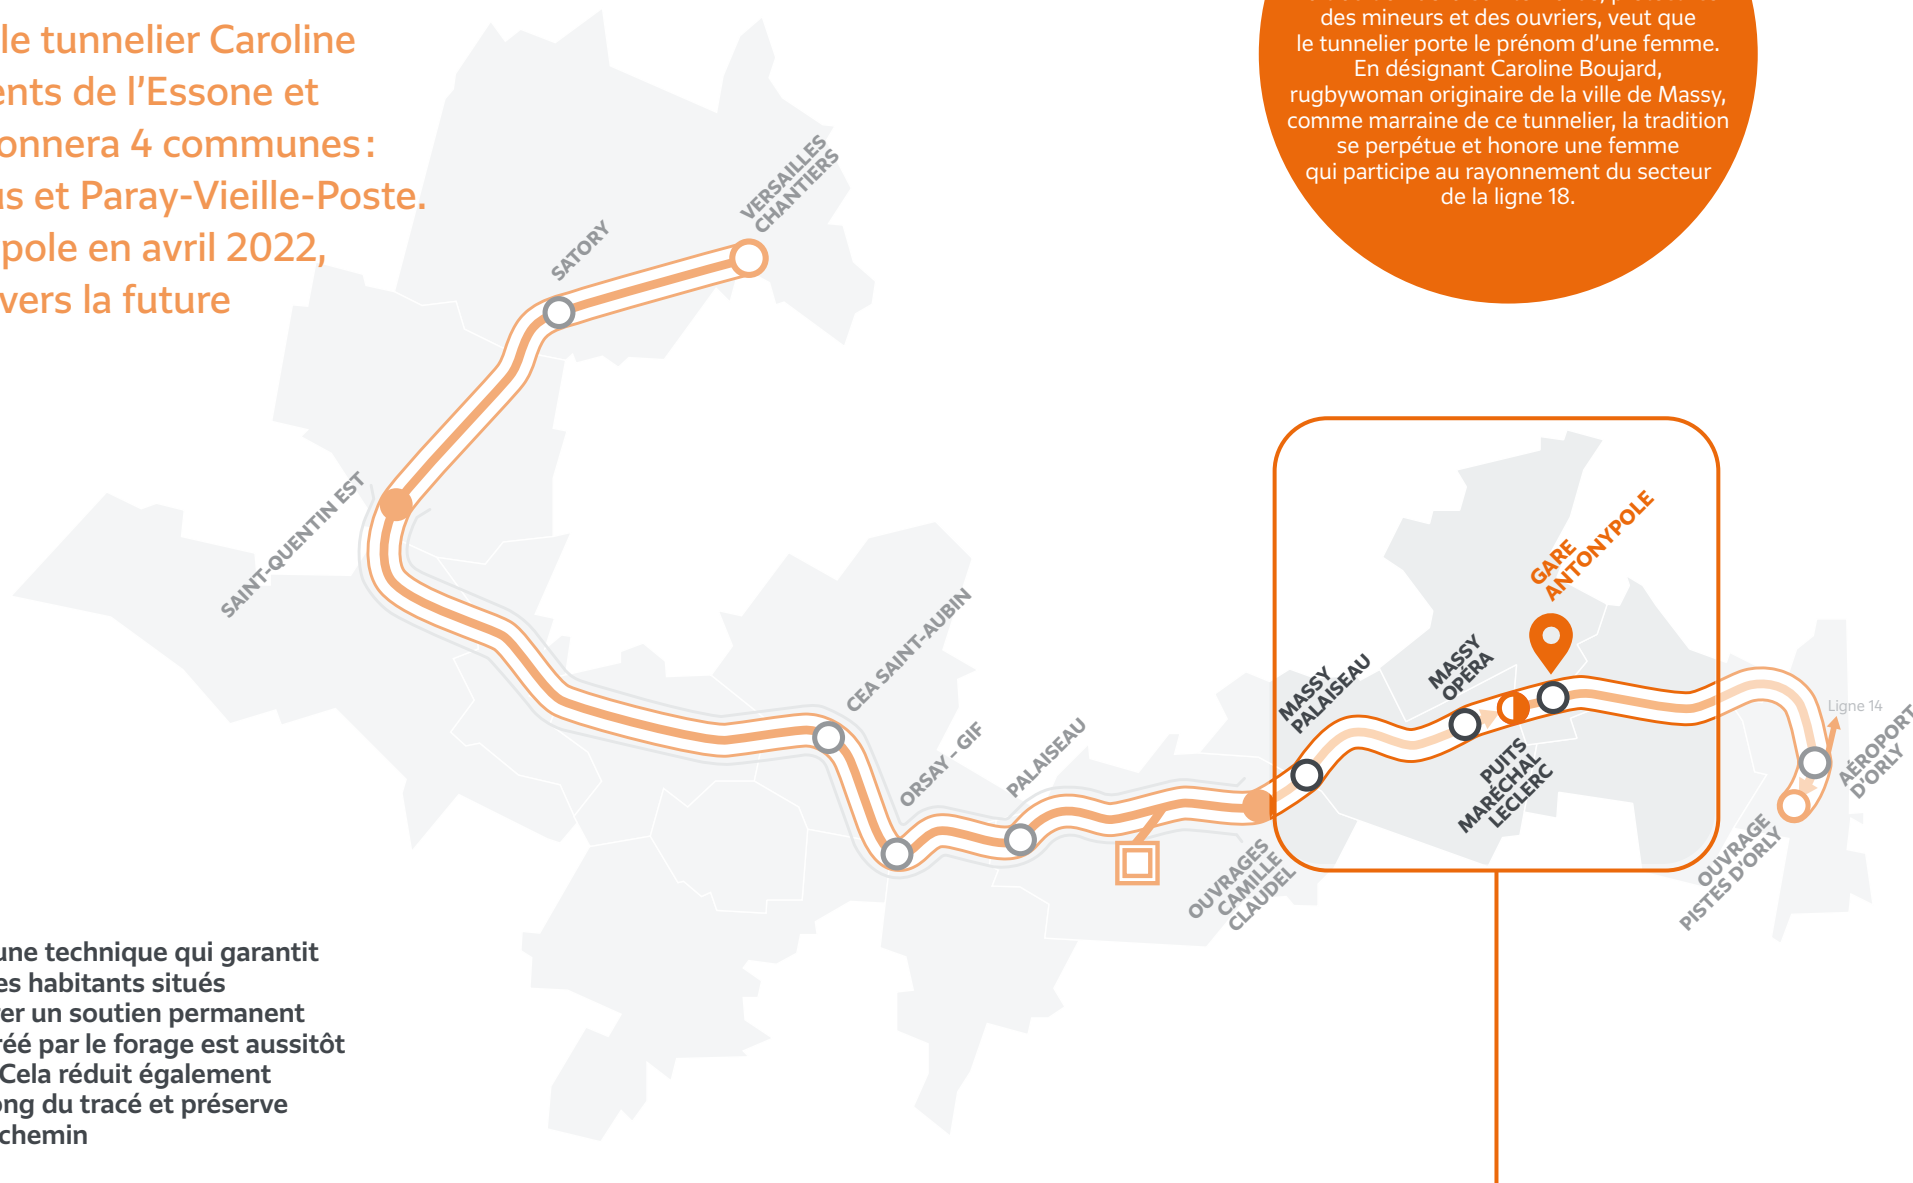 le tunnelier Caroline
ents de l'Essone et
onnera 4 communes :
us et Paray-Vieille-Poste.
pole en avril 2022,
vers la future
des mineurs et des ouvriers, veut que
le tunnelier porte le prénom d'une femme.
En désignant Caroline Boujard,
rugbywoman originaire de la ville de Massy,
comme marraine de ce tunnelier, la tradition
se perpétue et honore une femme
qui participe au rayonnement du secteur
de la ligne 18.
VERSAILLES
CHANTIERS
SATORY
SAINT-QUENTIN EST
CEA SAINT-AUBIN
ORSAY – GIF
PALAISEAU
OUVRAGES
CAMILLE
CLAUDEL
MASSY
PALAISEAU
MASSY
OPÉRA
PUITS
MARÉCHAL
LECLERC
GARE
ANTONYPOLE
Ligne 14
AÉROPORT
D'ORLY
OUVRAGE
PISTES D'ORLY
une technique qui garantit
es habitants situés
rer un soutien permanent
réé par le forage est aussitôt
Cela réduit également
ong du tracé et préserve
chemin